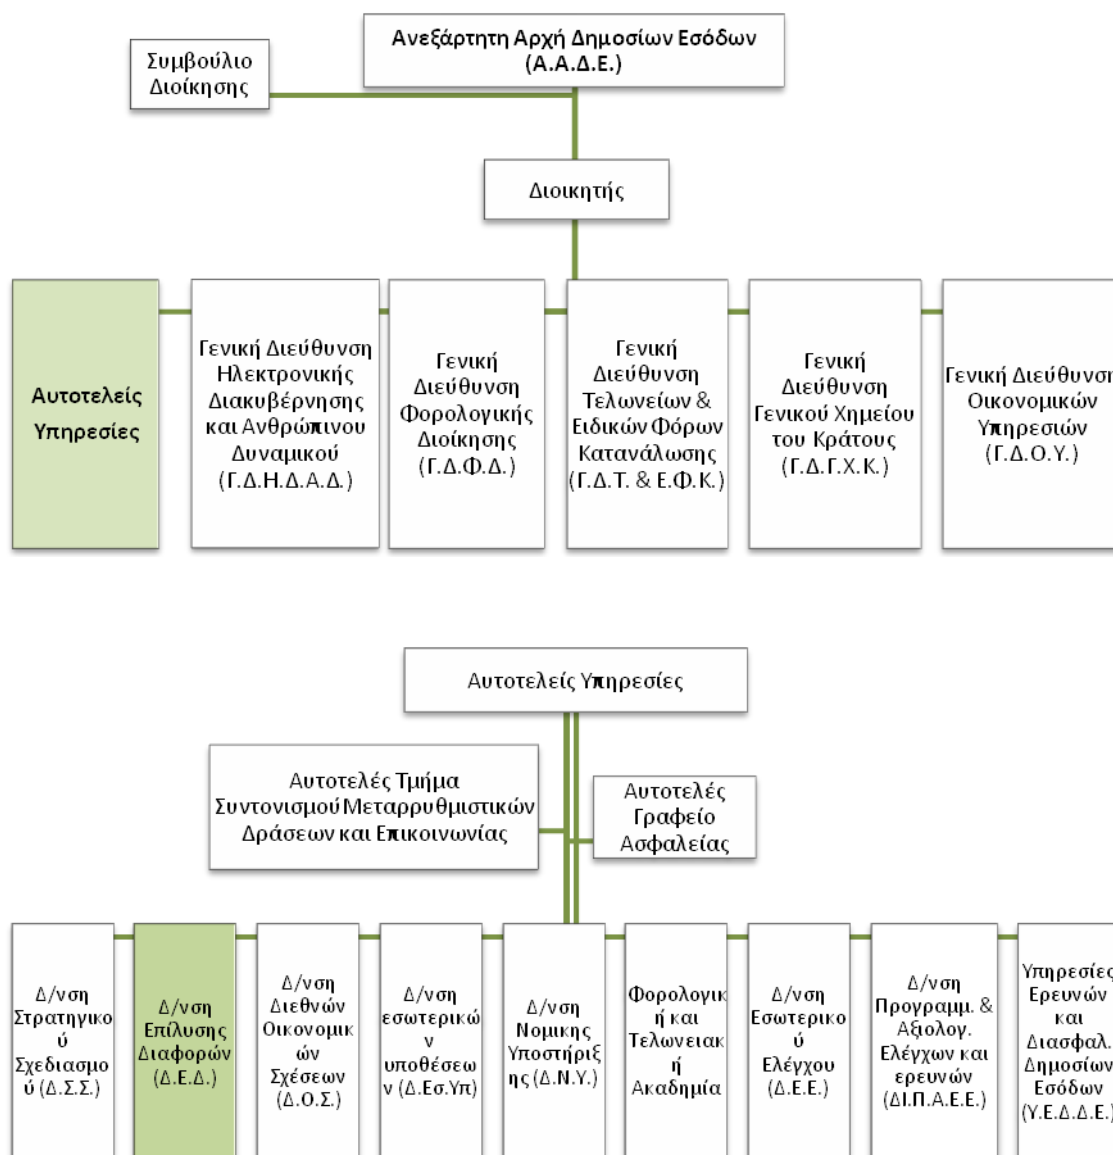 Ανεξάρτητη Αρχή Δημοσίων Εσόδων
(Α.Α.Δ.Ε.)
Συμβούλιο
Διοίκησης
Διοικητής
Αυτοτελείς
Υπηρεσίες
Γενική Διεύθυνση
Ηλεκτρονικής
Διακυβέρνησης
και Ανθρώπινου
Δυναμικού
(Γ.Δ.Η.Δ.Α.Δ.)
Γενική
Διεύθυνση
Φορολογικής
Διοίκησης
(Γ.Δ.Φ.Δ.)
Γενική
Διεύθυνση
Τελωνείων &
Ειδικών Φόρων
Κατανάλωσης
(Γ.Δ.Τ. & Ε.Φ.Κ.)
Γενική
Διεύθυνση
Γενικού Χημείου
του Κράτους
(Γ.Δ.Γ.Χ.Κ.)
Γενική Διεύθυνση
Οικονομικών
Υπηρεσιών
(Γ.Δ.Ο.Υ.)
Αυτοτελείς Υπηρεσίες
Αυτοτελές Τμήμα
Συντονισμού Μεταρρυθμιστικών
Δράσεων και Επικοινωνίας
Αυτοτελές
Γραφείο
Ασφαλείας
Δ/νση
Στρατηγικο
ύ
Σχεδιασμο
ύ (Δ.Σ.Σ.)
Δ/νση
Επίλυσης
Διαφορών
(Δ.Ε.Δ.)
Δ/νση
Διεθνών
Οικονομικ
ών
Σχέσεων
(Δ.Ο.Σ.)
Δ/νση
εσωτερικώ
ν
υποθέσεω
ν (Δ.Εσ.Υπ)
Δ/νση
Νομικης
Υποστήριξ
ης (Δ.Ν.Υ.)
Φορολογικ
ή και
Τελωνειακ
ή
Ακαδημία
Δ/νση
Εσωτερικο
ύ
Ελέγχου
(Δ.Ε.Ε.)
Δ/νση
Προγραμμ. &
Αξιολογ.
Ελέγχων και
ερευνών
(ΔΙ.Π.Α.Ε.Ε.)
Υπηρεσίες
Ερευνών
και
Διασφαλ.
Δημοσίων
Εσόδων
(Υ.Ε.Δ.Δ.Ε.)